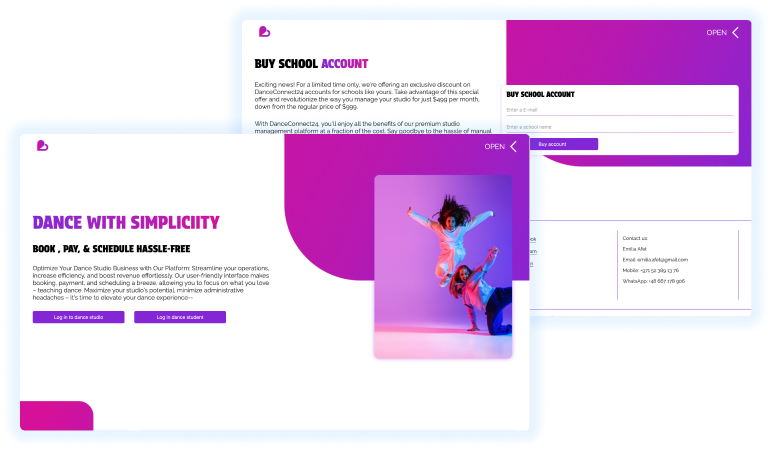 OPEN
BUY SCHOOL ACCOUNT
Exciting news! For a limited time only, we're offering an exclusive discount on
DanceConnect24 accounts for schools like yours. Take advantage of this special
offer and revolutionize the way you manage your studio for just $499 per month,
down from the regular price of $999.
With DanceConnect24, you'll enjoy all the benefits of our premium studio
management platform at a fraction of the cost. Say goodbye to the hassle of manual
BUY SCHOOL ACCOUNT
Enter a E-mail
Enter a school name
Buy account
Contact us:
Emilia Afot
Mobile: +371 52 389 13 76
WhatsApp: +48 667 178 906
OPEN
DANCE WITH SIMPLICIITY
BOOK , PAY, & SCHEDULE HASSLE-FREE
Optimize Your Dance Studio Business with Our Platform: Streamline your operations,
increase efficiency, and boost revenue effortlessly. Our user-friendly interface makes
booking, payment, and scheduling a breeze, allowing you to focus on what you love
– teaching dance. Maximize your studio's potential, minimize administrative
headaches – it's time to elevate your dance experience--
Log in to dance studio
Log in dance student